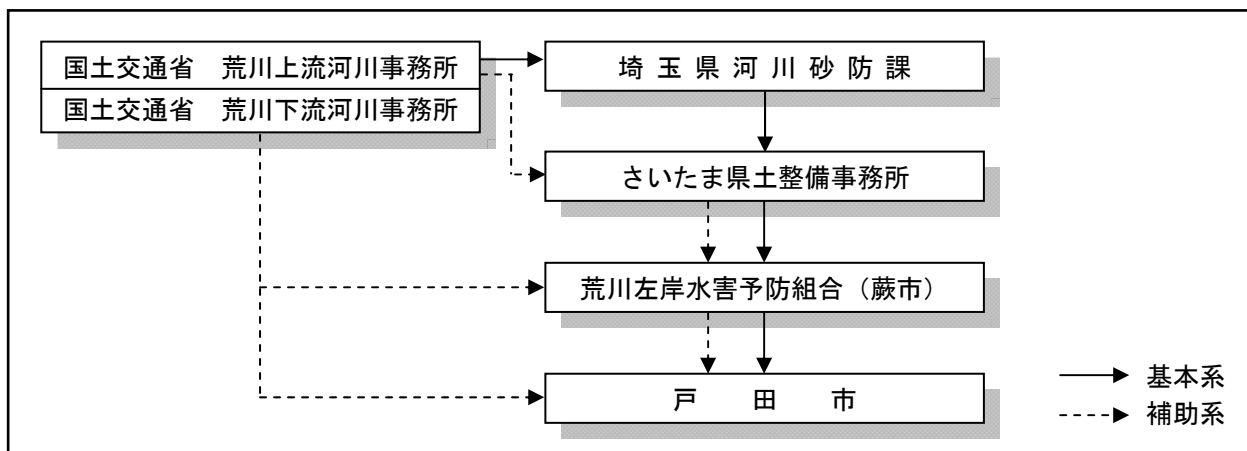 国土交通省　荒川上流河川事務所
国土交通省　荒川下流河川事務所
埼玉県河川砂防課
さいたま県土整備事務所
荒川左岸水害予防組合（蕨市）
戸田市
基本系
補助系